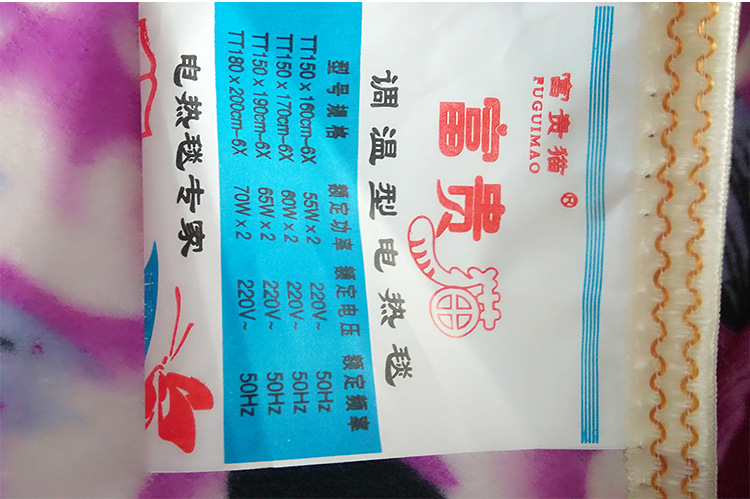 富贵猫
FUGUIMAO
®
富贵猫
调温型电热毯
型号规格 额定功率 额定电压 额定频率
TT150×160cm-6X 55W×2 220V~ 50Hz
TT150×170cm-6X 60W×2 220V~ 50Hz
TT150×190cm-6X 65W×2 220V~ 50Hz
TT180×200cm-6X 70W×2 220V~ 50Hz
电热毯专家